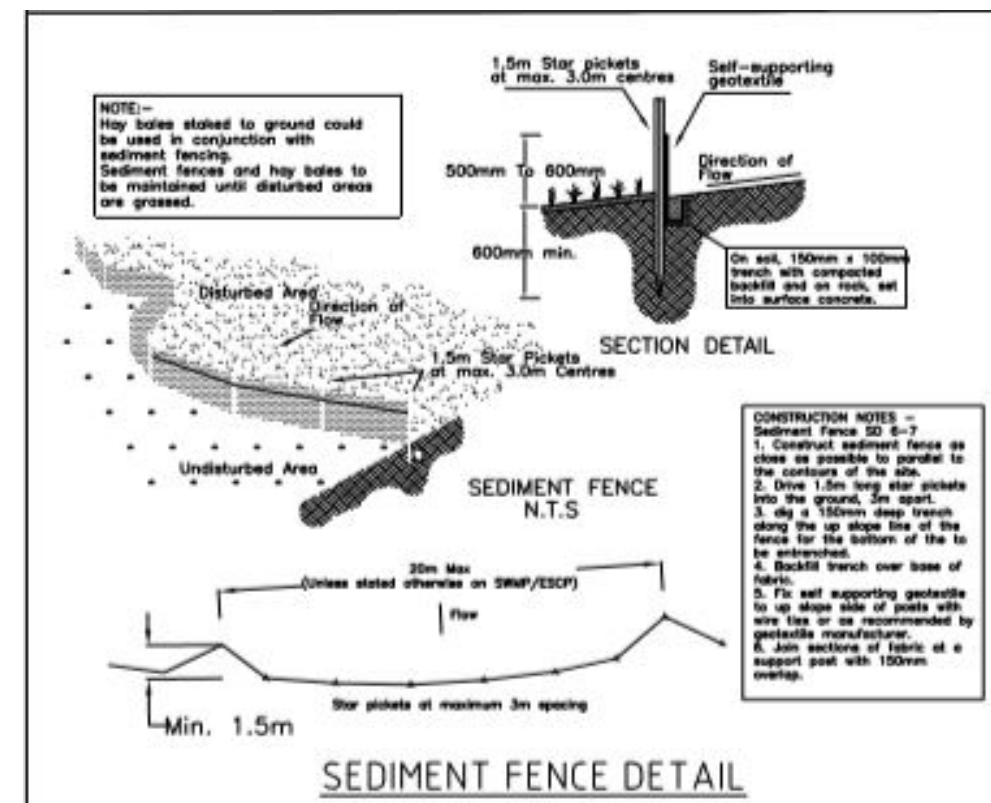 1.5m Star pickets
at max. 3.0m centres
Self-supporting
geotextile
NOTE:-
Hay bales staked to ground could
be used in conjunction with
sediment fencing.
Sediment fences and hay bales to
be maintained until disturbed areas
are grassed.
500mm To 600mm
Direction of
Flow
600mm min.
On soil, 150mm x 100mm
trench with compacted
backfill and on rock, set
into surface concrete.
SECTION DETAIL
Disturbed Area
Direction of
Flow
1.5m Star Pickets
at max. 3.0m Centres
Undisturbed Area
SEDIMENT FENCE
N.T.S
CONSTRUCTION NOTES -
Sediment Fence SD 6-7
1. Construct sediment fence as
close as possible to parallel to
the contours of the site.
2. Drive 1.5m long star pickets
into the ground, 3m apart.
3. dig a 150mm deep trench
along the up slope line of the
fence for the bottom of the to
be entrenched.
4. Backfill trench over base of
fabric.
5. Fix self supporting geotextile
to up slope side of posts with
wire ties or as recommended by
geotextile manufacturer.
6. Join sections of fabric at a
support post with 150mm
overlap.
20m Max
(Unless stated otherwise on SWMP/ESCP)
Flow
Star pickets at maximum 3m spacing
Min. 1.5m
SEDIMENT FENCE DETAIL